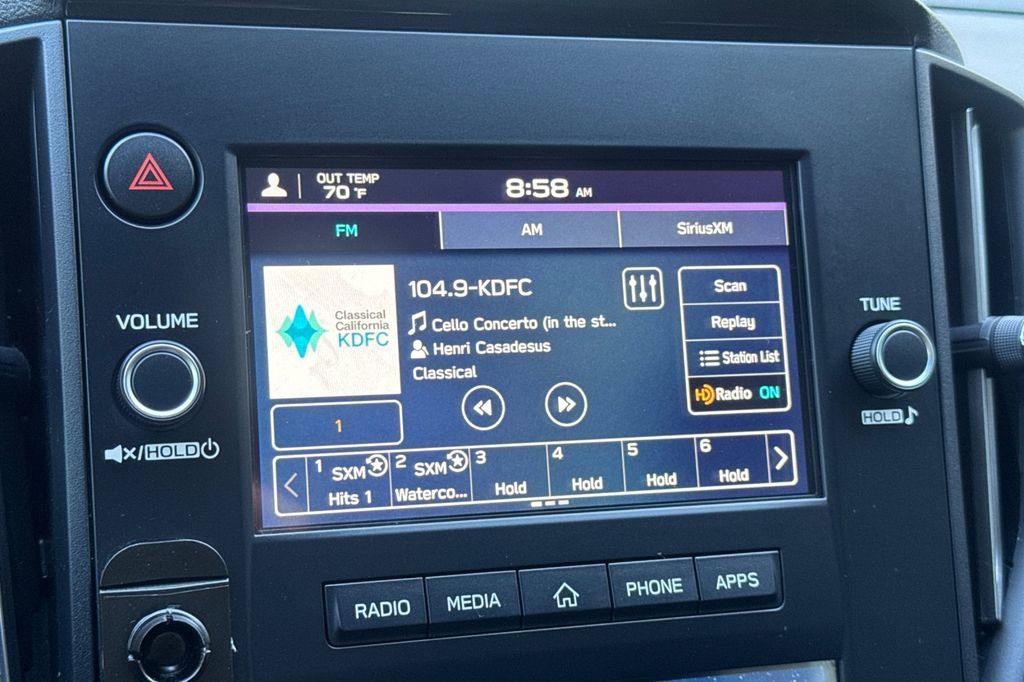 OUT TEMP
70 °F
8:58 AM
FM
AM
SiriusXM
Classical
California
KDFC
104.9-KDFC
Cello Concerto (in the st...
Henri Casadesus
Classical
Scan
Replay
Station List
HD Radio ON
1
1 SXM
Hits 1
2 SXM
Waterco...
3
Hold
4
Hold
5
Hold
6
Hold
VOLUME
/HOLD
TUNE
HOLD
RADIO
MEDIA
PHONE
APPS